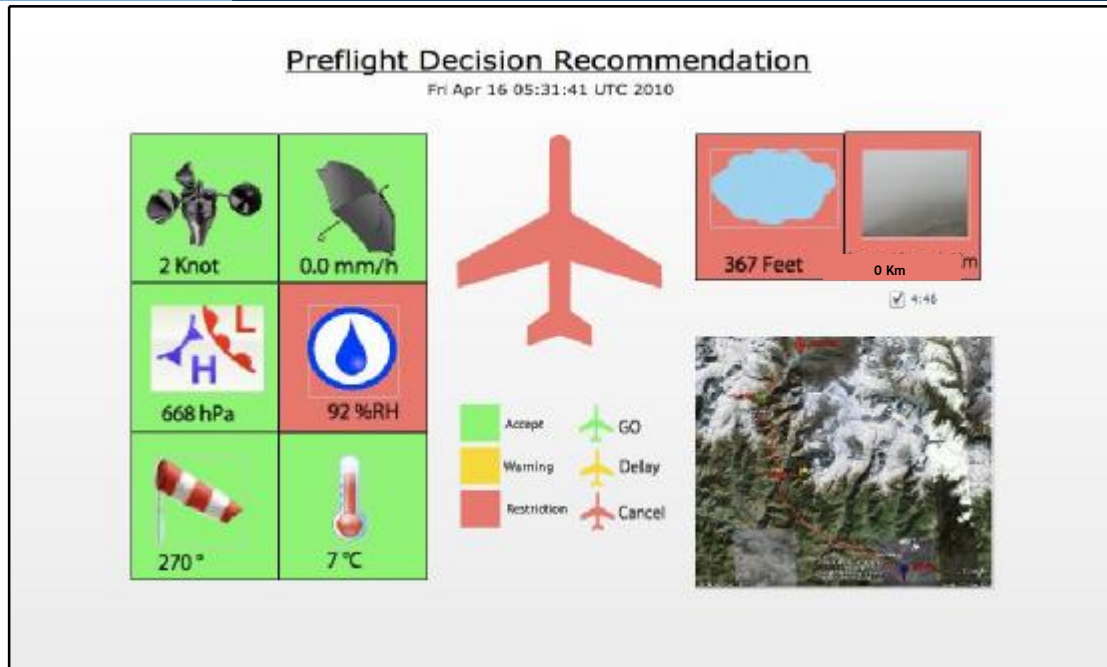 Preflight Decision Recommendation
Fri Apr 16 05:31:41 UTC 2010
2 Knot
0.0 mm/h
367 Feet
0 Km
m
4:46
L
H
668 hPa
92 %RH
Accept
GO
Warning
Dellay
Restriction
Cancel
270 °
7 °C